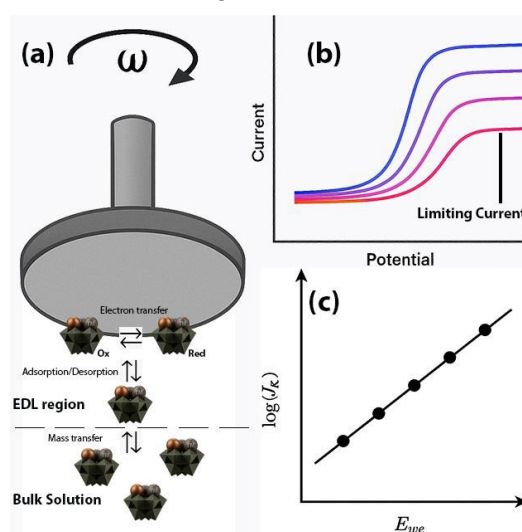 (a)
ω
Electron transfer
Ox
Red
Adsorption/Desorption
EDL region
Mass transfer
Bulk Solution
(b)
Current
Limiting Current
Potential
(c)
log(J_K)
E_we